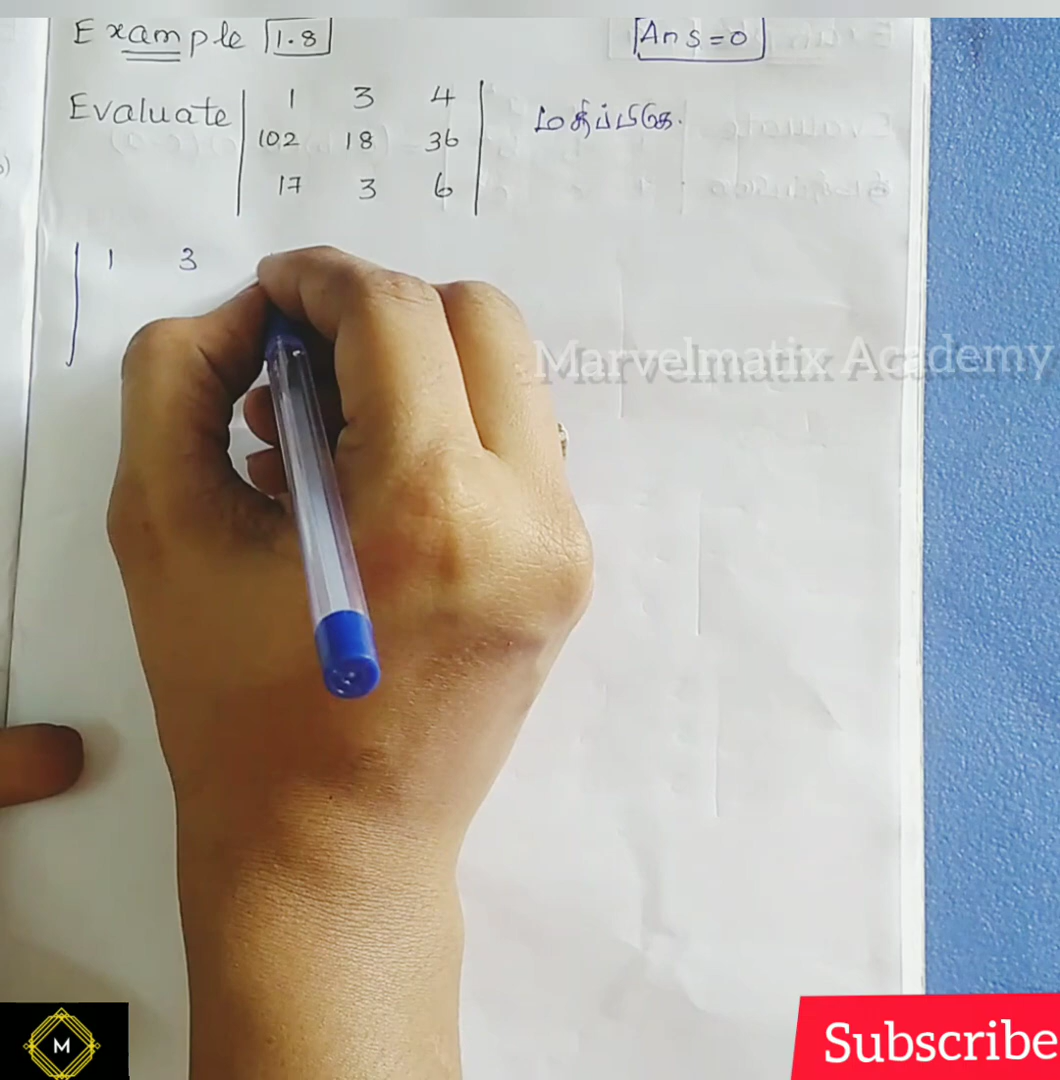 Example 1.8
Ans = 0
Evaluate | 1 3 4 |
| 102 18 36 |
| 17 3 6 |
மதிப்பிடுக.
| 1 3
Marvelmatix Academy
M
Subscribe